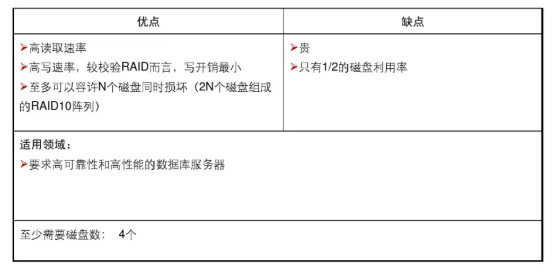 优点
缺点
➢高读取速率
➢高写速率，较校验RAID而言，写开销最小
➢至多可以容许N个磁盘同时损坏（2N个磁盘组成
的RAID10阵列）
➢贵
➢只有1/2的磁盘利用率
适用领域：
➢要求高可靠性和高性能的数据库服务器
至少需要磁盘数： 4个